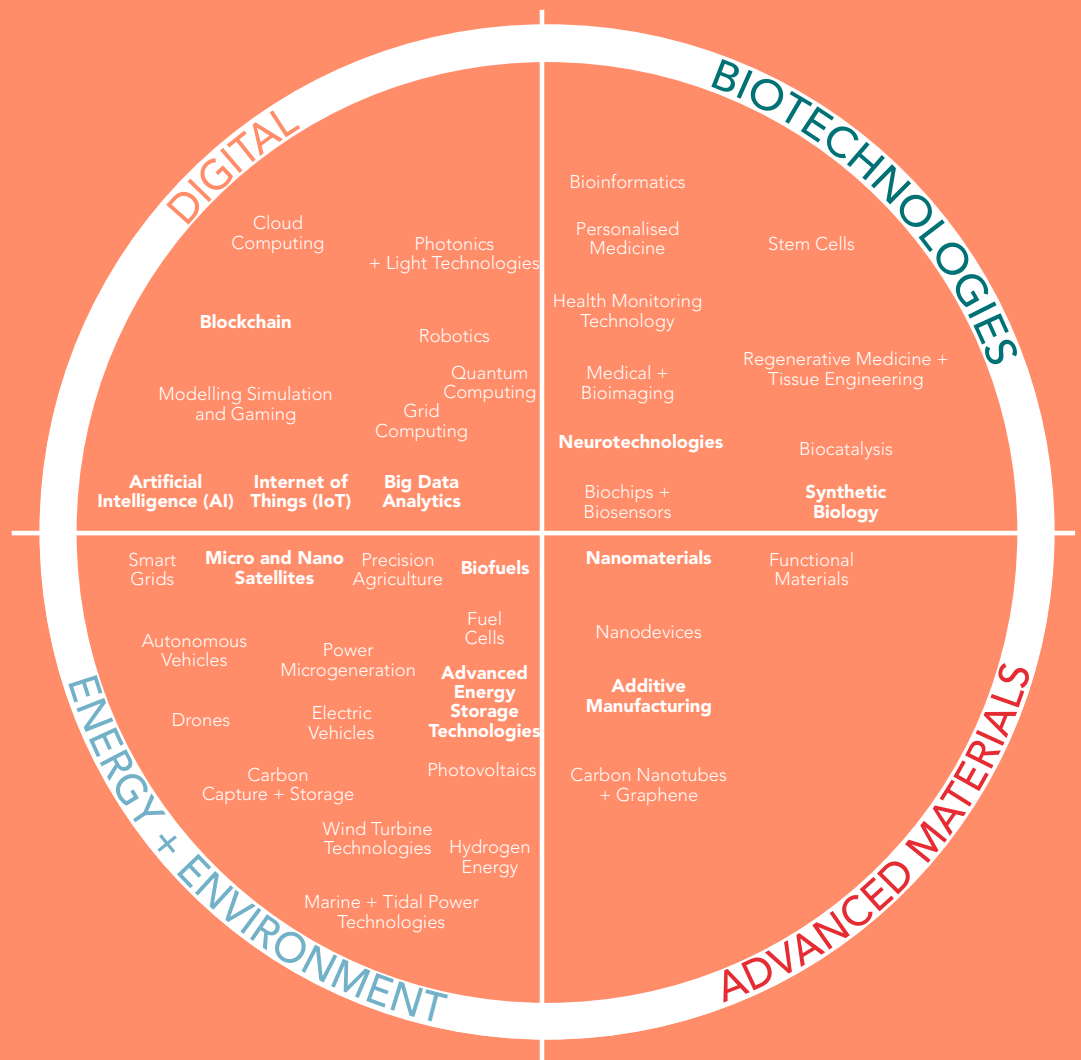 DIGITAL
Cloud
Computing
Photonics
+ Light Technologies
Blockchain
Robotics
Quantum
Computing
Modelling Simulation
and Gaming
Grid
Computing
Artificial
Intelligence (AI)
Internet of
Things (IoT)
Big Data
Analytics
BIOTECHNOLOGIES
Bioinformatics
Personalised
Medicine
Stem Cells
Health Monitoring
Technology
Medical +
Bioimaging
Regenerative Medicine +
Tissue Engineering
Neurotechnologies
Biocatalysis
Biochips +
Biosensors
Synthetic
Biology
ENERGY + ENVIRONMENT
Smart
Grids
Micro and Nano
Satellites
Precision
Agriculture
Biofuels
Fuel
Cells
Autonomous
Vehicles
Power
Microgeneration
Advanced
Energy
Storage
Technologies
Drones
Electric
Vehicles
Carbon
Capture + Storage
Photovoltaics
Wind Turbine
Technologies
Hydrogen
Energy
Marine + Tidal Power
Technologies
ADVANCED MATERIALS
Nanomaterials
Functional
Materials
Nanodevices
Additive
Manufacturing
Carbon Nanotubes
+ Graphene